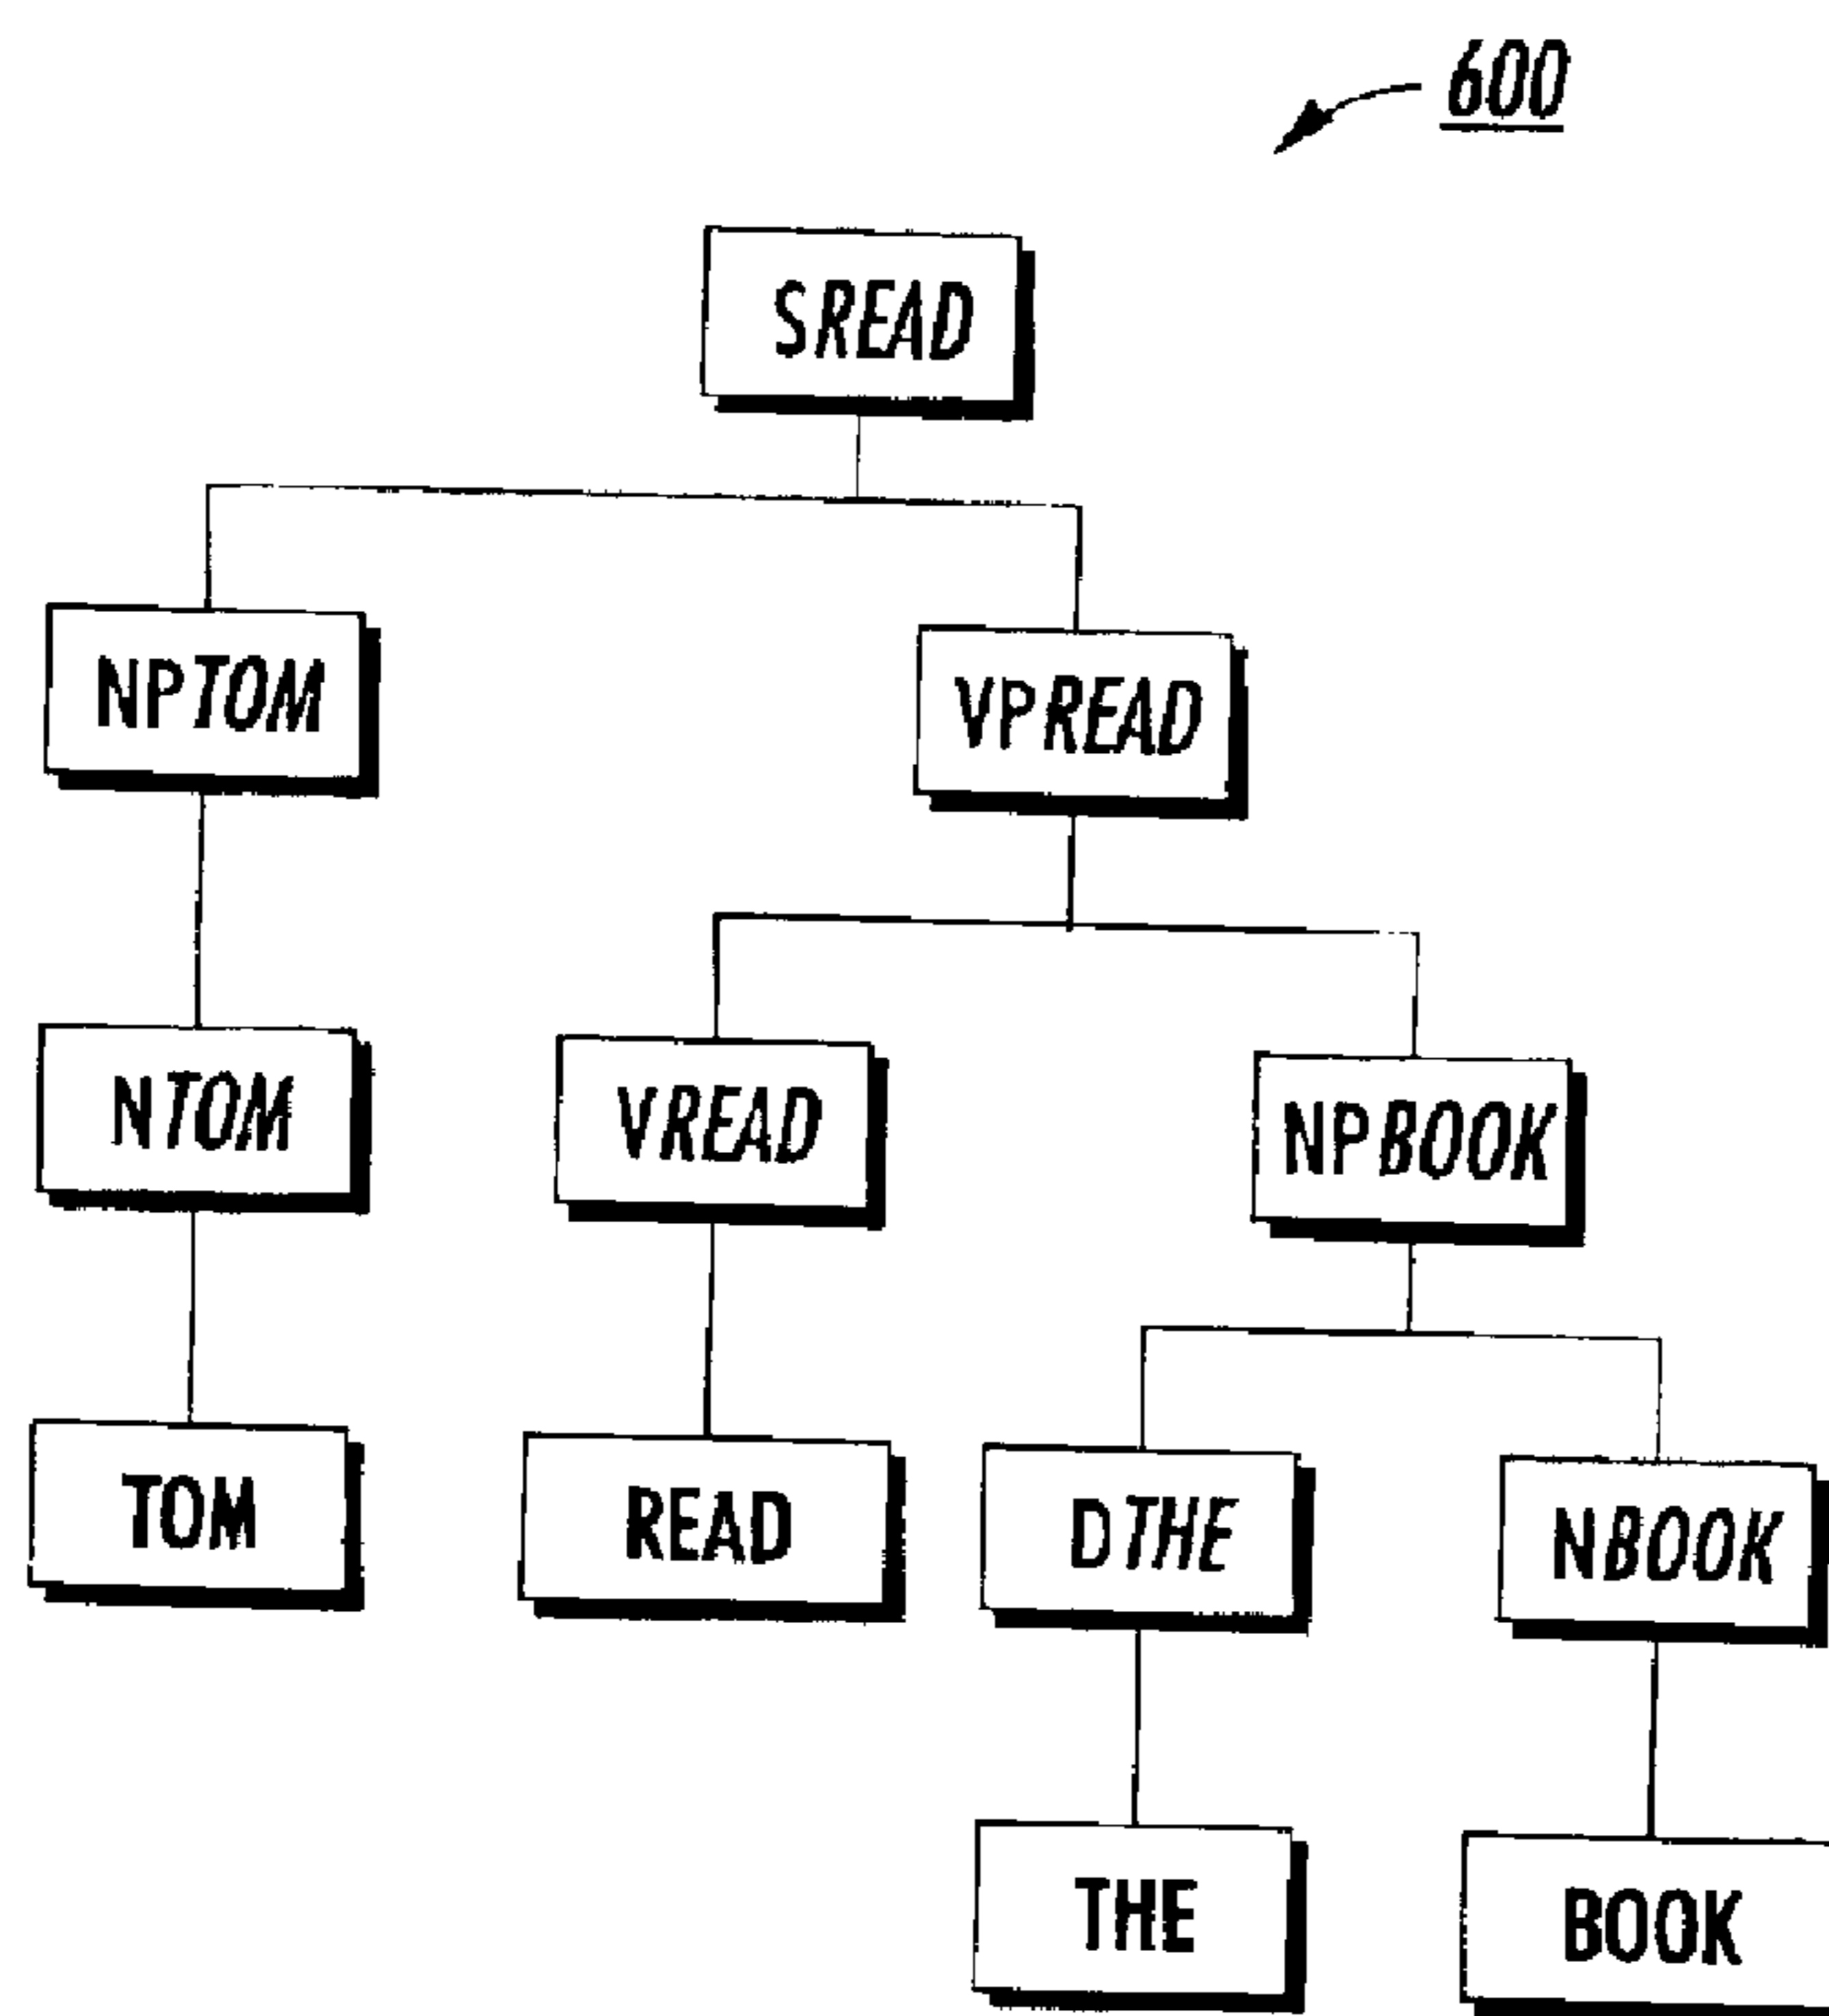 600
SREAD
NPTOM
VPREAD
NTOM
VREAD
NPBOOK
TOM
READ
DTHE
NBOOK
THE
BOOK